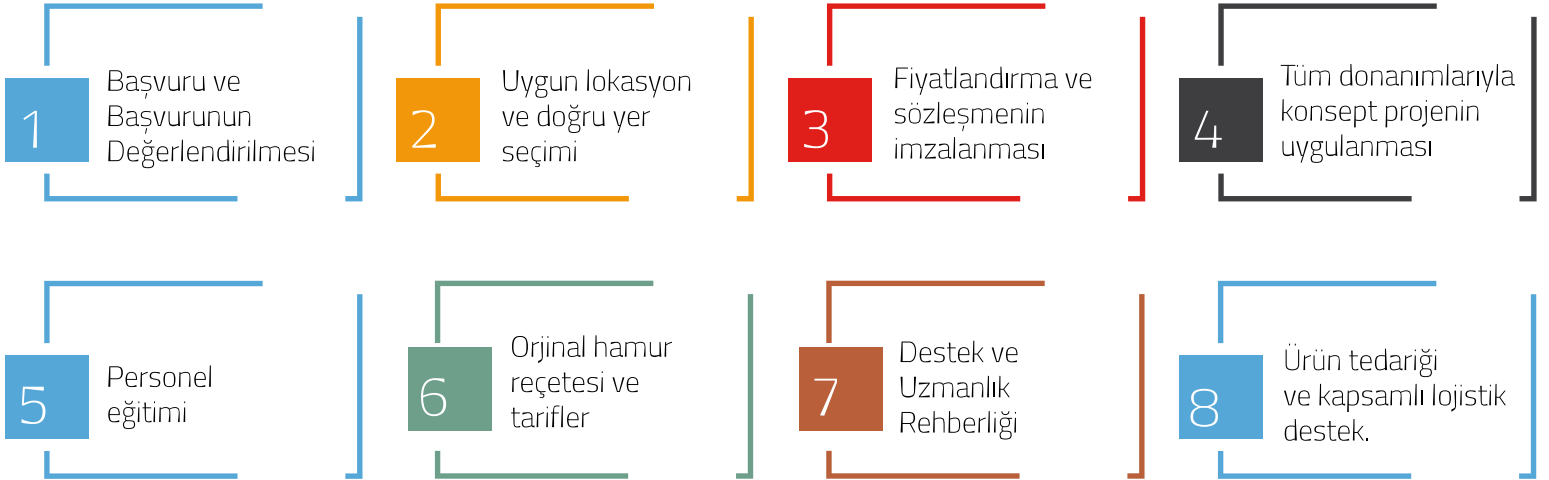 1
Başvuru ve
Başvurunun
Değerlendirilmesi
2
Uygun lokasyon
ve doğru yer
seçimi
3
Fiyatlandırma ve
sözleşmenin
imzalanması
4
Tüm donanımlarıyla
konsept projenin
uygulanması
5
Personel
eğitimi
6
Orjinal hamur
reçetesi ve
tarifler
7
Destek ve
Uzmanlık
Rehberliği
8
Ürün tedariği
ve kapsamlı lojistik
destek.